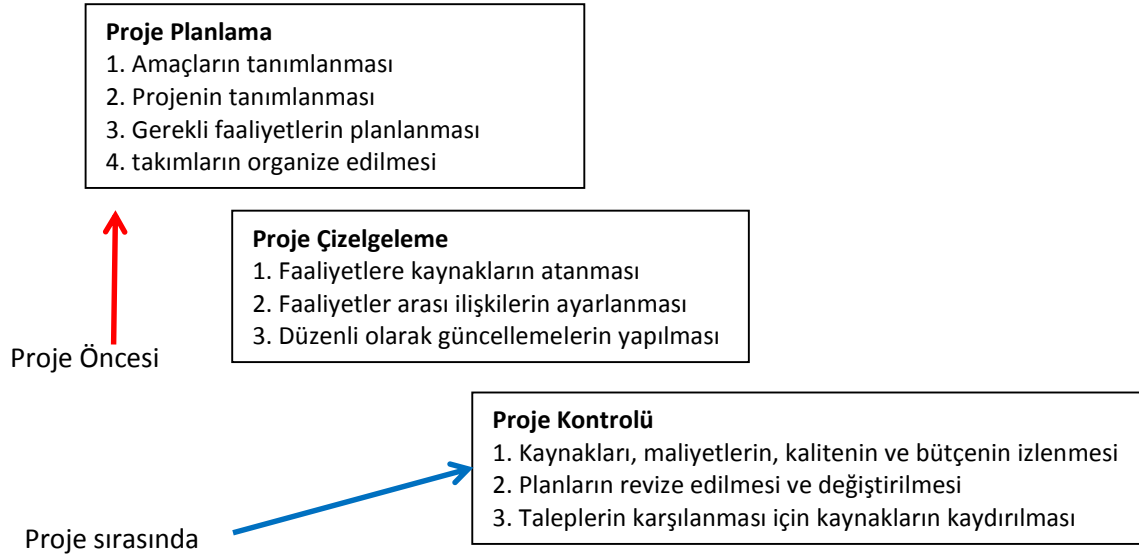 Proje Planlama
1. Amaçların tanımlanması
2. Projenin tanımlanması
3. Gerekli faaliyetlerin planlanması
4. takımların organize edilmesi
Proje Çizelgeleme
1. Faaliyetlere kaynakların atanması
2. Faaliyetler arası ilişkilerin ayarlanması
3. Düzenli olarak güncellemelerin yapılması
Proje Öncesi
Proje Kontrolü
1. Kaynakları, maliyetlerin, kalitenin ve bütçenin izlenmesi
2. Planların revize edilmesi ve değiştirilmesi
3. Taleplerin karşılanması için kaynakların kaydırılması
Proje sırasında